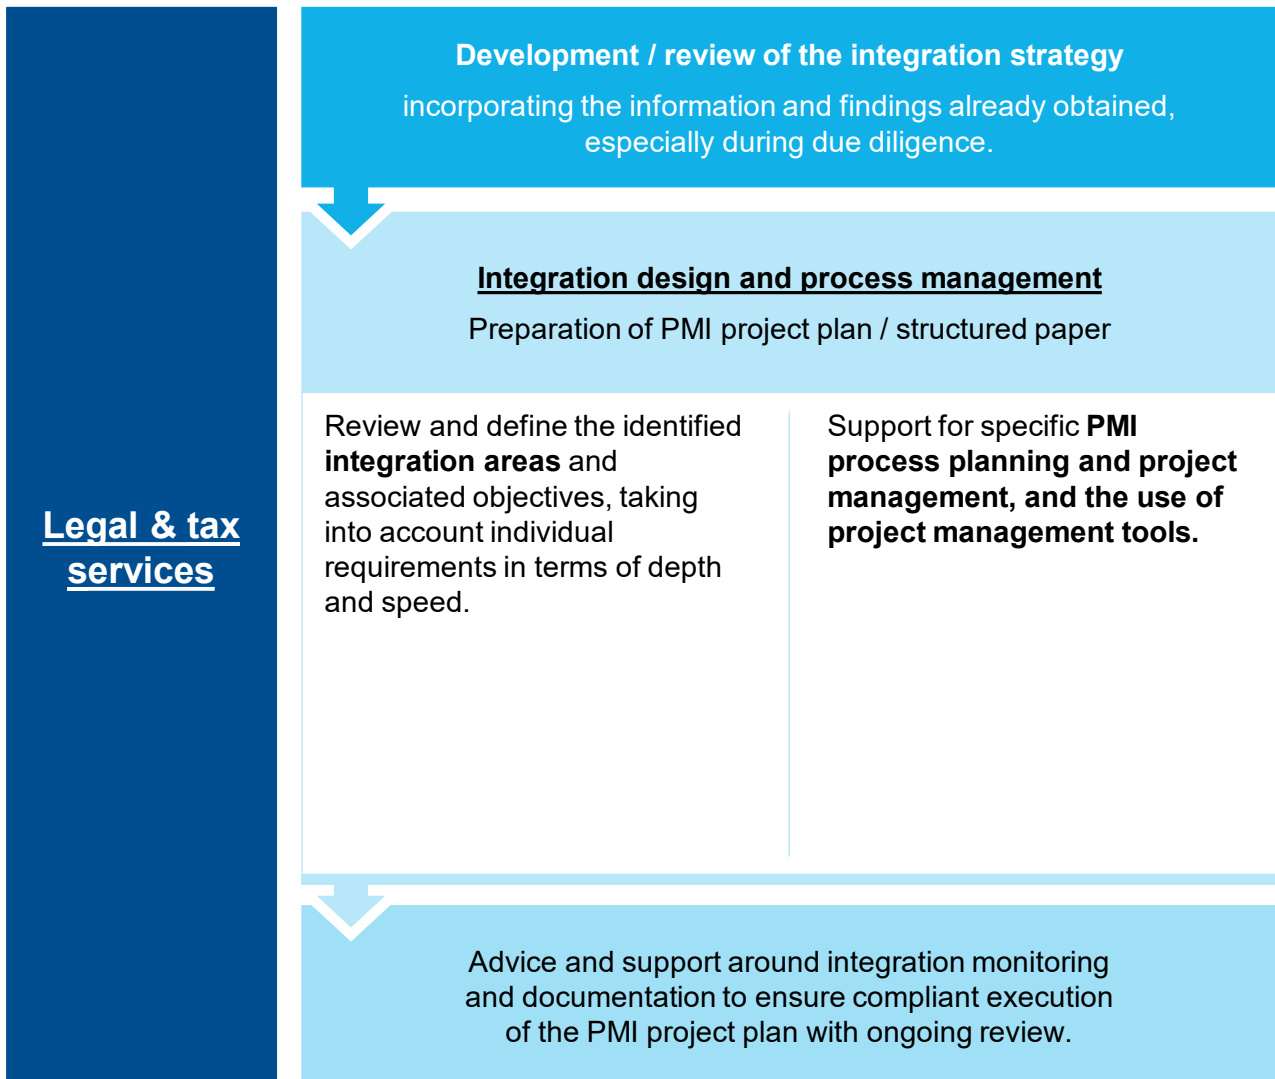 Legal & tax
services
Development / review of the integration strategy
incorporating the information and findings already obtained,
especially during due diligence.
Integration design and process management
Preparation of PMI project plan / structured paper
Review and define the identified
integration areas and
associated objectives, taking
into account individual
requirements in terms of depth
and speed.
Support for specific PMI
process planning and project
management, and the use of
project management tools.
Advice and support around integration monitoring
and documentation to ensure compliant execution
of the PMI project plan with ongoing review.